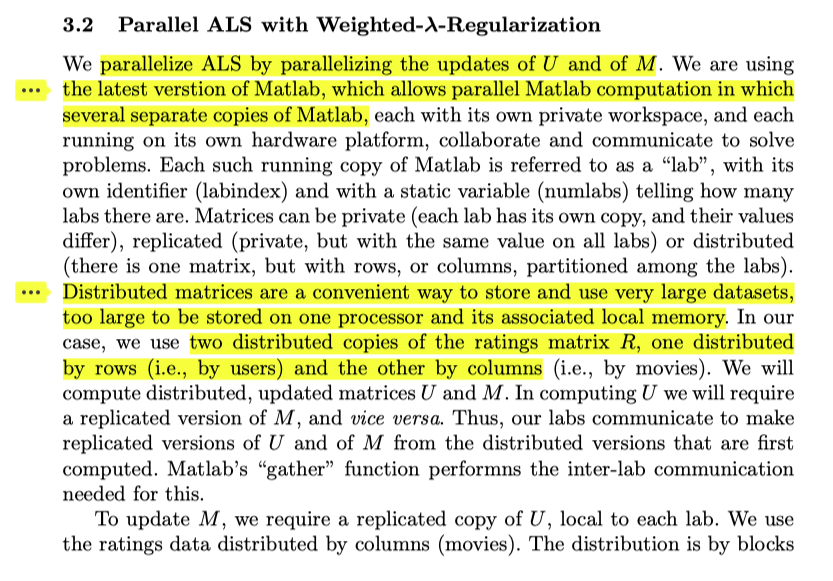 3.2 Parallel ALS with Weighted-λ-Regularization
We parallelize ALS by parallelizing the updates of U and of M. We are using
the latest verstion of Matlab, which allows parallel Matlab computation in which
several separate copies of Matlab, each with its own private workspace, and each
running on its own hardware platform, collaborate and communicate to solve
problems. Each such running copy of Matlab is referred to as a “lab”, with its
own identifier (labindex) and with a static variable (numlabs) telling how many
labs there are. Matrices can be private (each lab has its own copy, and their values
differ), replicated (private, but with the same value on all labs) or distributed
(there is one matrix, but with rows, or columns, partitioned among the labs).
Distributed matrices are a convenient way to store and use very large datasets,
too large to be stored on one processor and its associated local memory. In our
case, we use two distributed copies of the ratings matrix R, one distributed
by rows (i.e., by users) and the other by columns (i.e., by movies). We will
compute distributed, updated matrices U and M. In computing U we will require
a replicated version of M, and vice versa. Thus, our labs communicate to make
replicated versions of U and of M from the distributed versions that are first
computed. Matlab’s “gather” function performns the inter-lab communication
needed for this.
To update M, we require a replicated copy of U, local to each lab. We use
the ratings data distributed by columns (movies). The distribution is by blocks